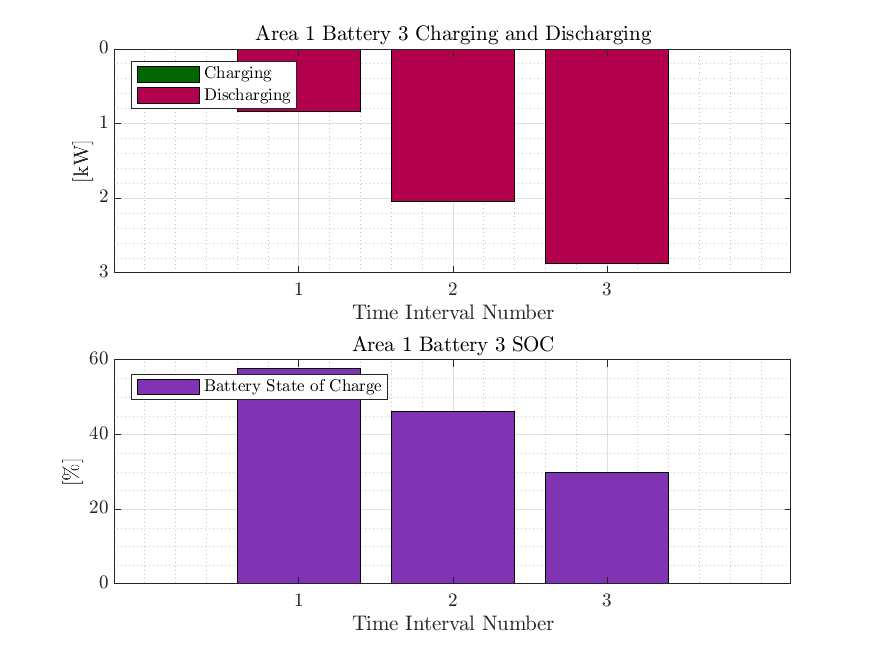 Area 1 Battery 3 Charging and Discharging
0
1
2
3
[kW]
Charging
Discharging
1 2 3
Time Interval Number
Area 1 Battery 3 SOC
60
40
20
0
[%]
Battery State of Charge
1 2 3
Time Interval Number